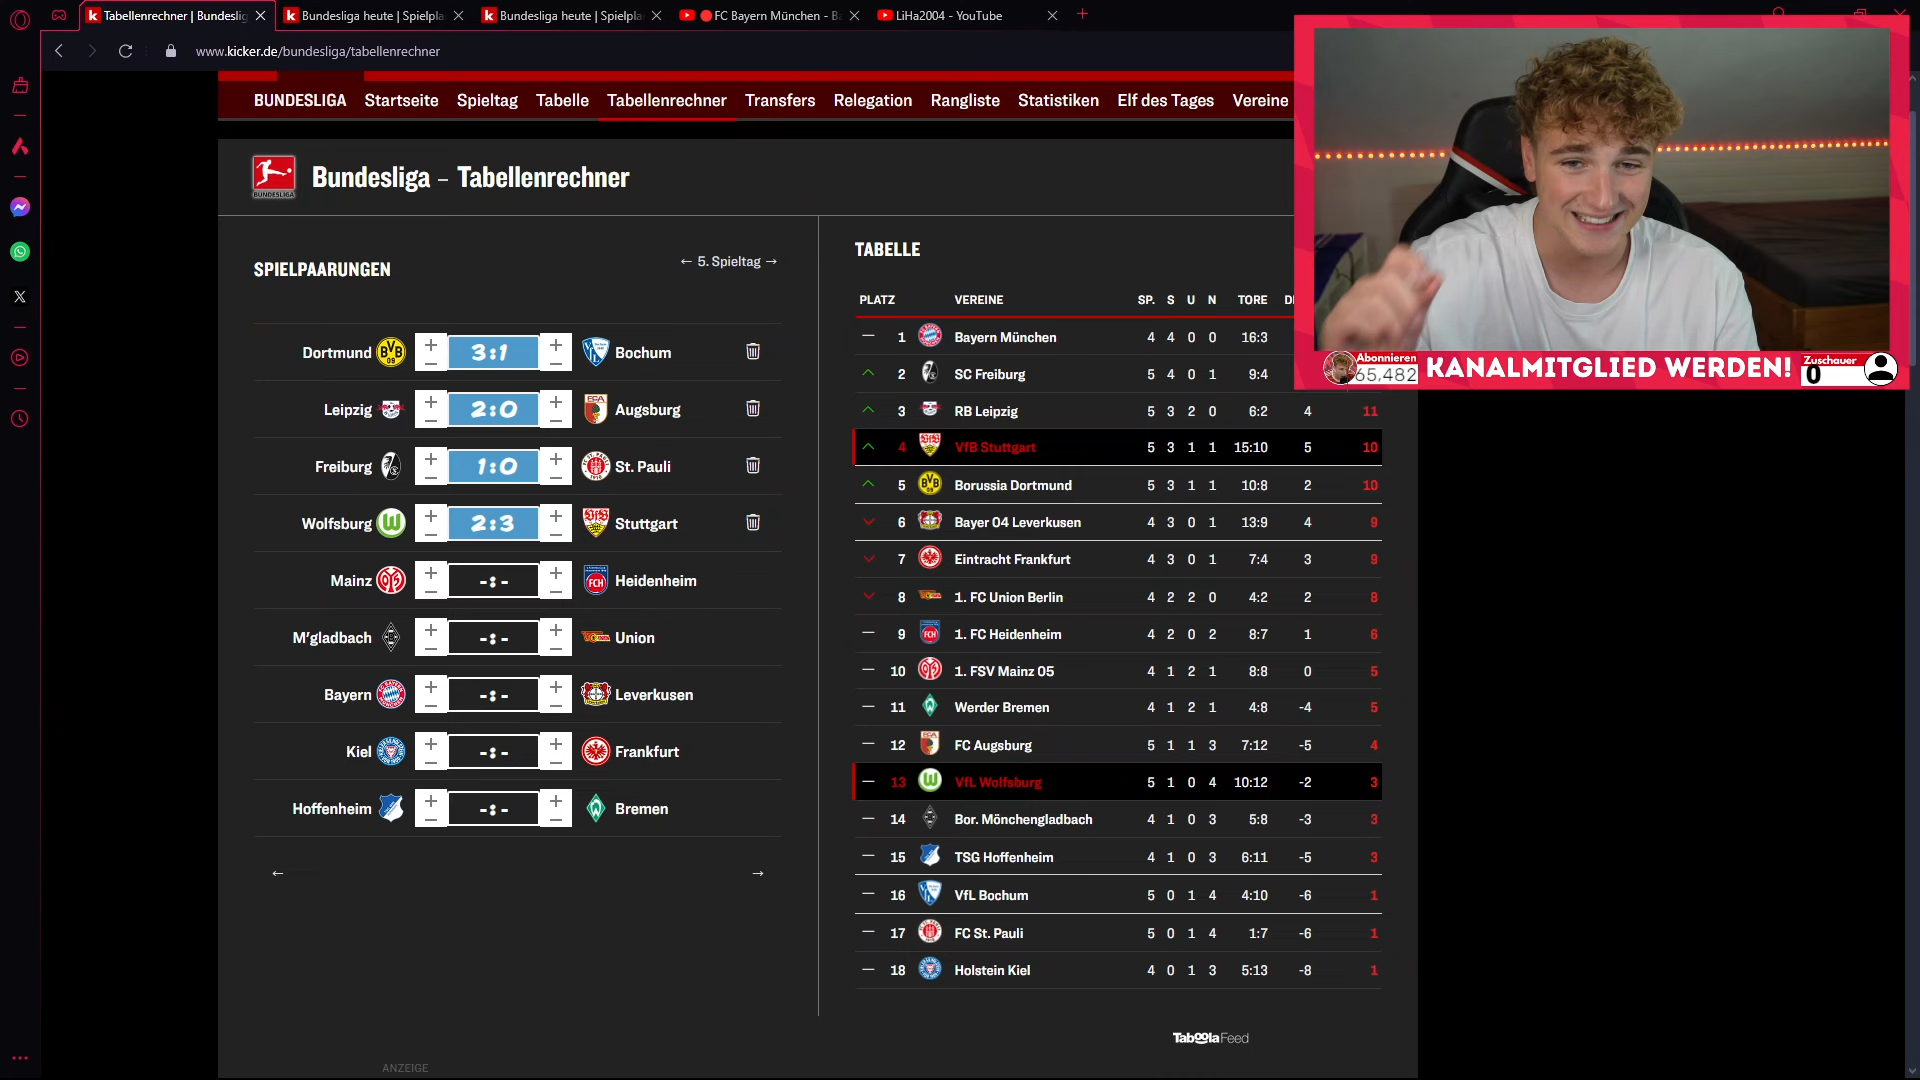 Tabellenrechner | Bundeslig
Bundesliga heute | Spielpla
Bundesliga heute | Spielpla
FC Bayern München - B
LiHa2004 - YouTube
www.kicker.de/bundesliga/tabellenrechner
BUNDESLIGA Startseite Spieltag Tabelle Tabellenrechner Transfers Relegation Rangliste Statistiken Elf des Tages Vereine
BUNDESLIGA
Bundesliga – Tabellenrechner
SPIELPAARUNGEN
← 5. Spieltag →
Dortmund + − 3:1 + − Bochum
Leipzig + − 2:0 + − Augsburg
Freiburg + − 1:0 + − St. Pauli
Wolfsburg + − 2:3 + − Stuttgart
Mainz + − -:- + − Heidenheim
M'gladbach + − -:- + − Union
Bayern + − -:- + − Leverkusen
Kiel + − -:- + − Frankfurt
Hoffenheim + − -:- + − Bremen
← →
TABELLE
PLATZ VEREINE SP. S U N TORE
1 Bayern München 4 4 0 0 16:3
2 SC Freiburg 5 4 0 1 9:4
3 RB Leipzig 5 3 2 0 6:2 4 11
4 VfB Stuttgart 5 3 1 1 15:10 5 10
5 Borussia Dortmund 5 3 1 1 10:8 2 10
6 Bayer 04 Leverkusen 4 3 0 1 13:9 4 9
7 Eintracht Frankfurt 4 3 0 1 7:4 3 9
8 1. FC Union Berlin 4 2 2 0 4:2 2 8
9 1. FC Heidenheim 4 2 0 2 8:7 1 6
10 1. FSV Mainz 05 4 1 2 1 8:8 0 5
11 Werder Bremen 4 1 2 1 4:8 -4 5
12 FC Augsburg 5 1 1 3 7:12 -5 4
13 VfL Wolfsburg 5 1 0 4 10:12 -2 3
14 Bor. Mönchengladbach 4 1 0 3 5:8 -3 3
15 TSG Hoffenheim 4 1 0 3 6:11 -5 3
16 VfL Bochum 5 0 1 4 4:10 -6 1
17 FC St. Pauli 5 0 1 4 1:7 -6 1
18 Holstein Kiel 4 0 1 3 5:13 -8 1
Taboola Feed
ANZEIGE
Abonnieren
65,482
KANALMITGLIED WERDEN!
Zuschauer
0